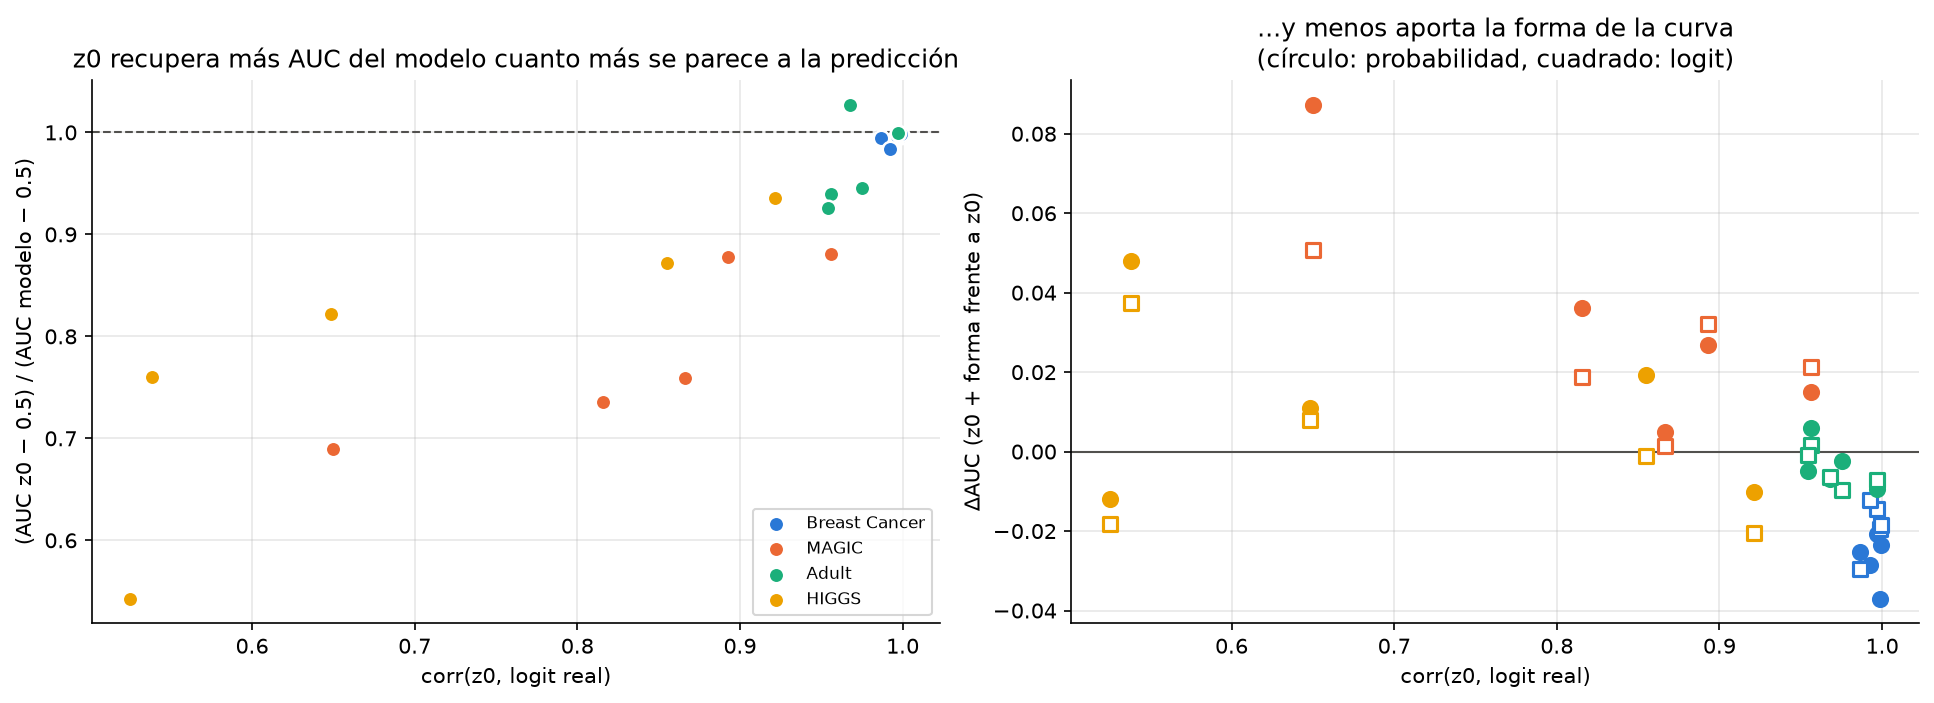 z0 recupera más AUC del modelo cuanto más se parece a la predicción
(AUC z0 − 0.5) / (AUC modelo − 0.5)
1.0
0.9
0.8
0.7
0.6
0.6
0.7
0.8
0.9
1.0
corr(z0, logit real)
Breast Cancer
MAGIC
Adult
HIGGS
...y menos aporta la forma de la curva
(círculo: probabilidad, cuadrado: logit)
ΔAUC (z0 + forma frente a z0)
0.08
0.06
0.04
0.02
0.00
−0.02
−0.04
0.6
0.7
0.8
0.9
1.0
corr(z0, logit real)